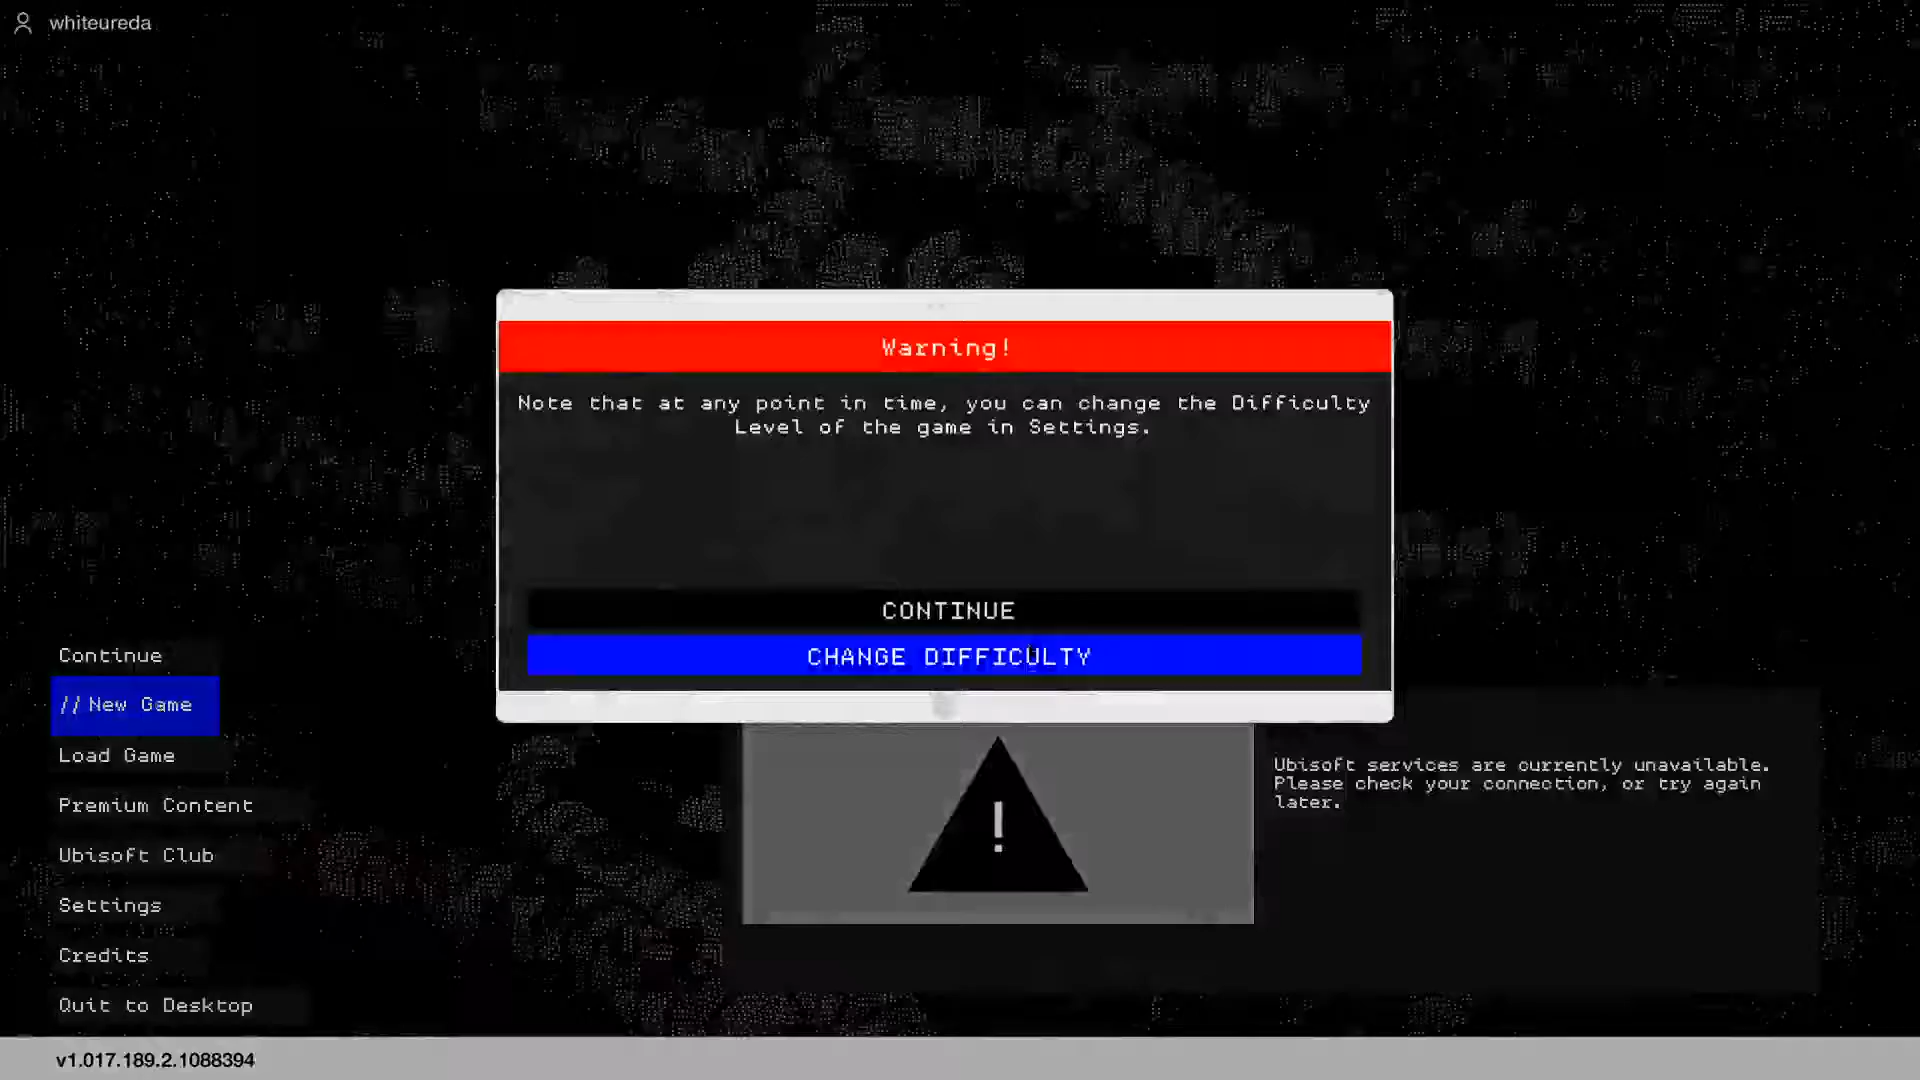 whiteureda
Warning!
Note that at any point in time, you can change the Difficulty
Level of the game in Settings.
CONTINUE
CHANGE DIFFICULTY
Continue
// New Game
Load Game
Premium Content
Ubisoft Club
Settings
Credits
Quit to Desktop
!
Ubisoft services are currently unavailable.
Please check your connection, or try again
later.
v1.017.189.2.1088394